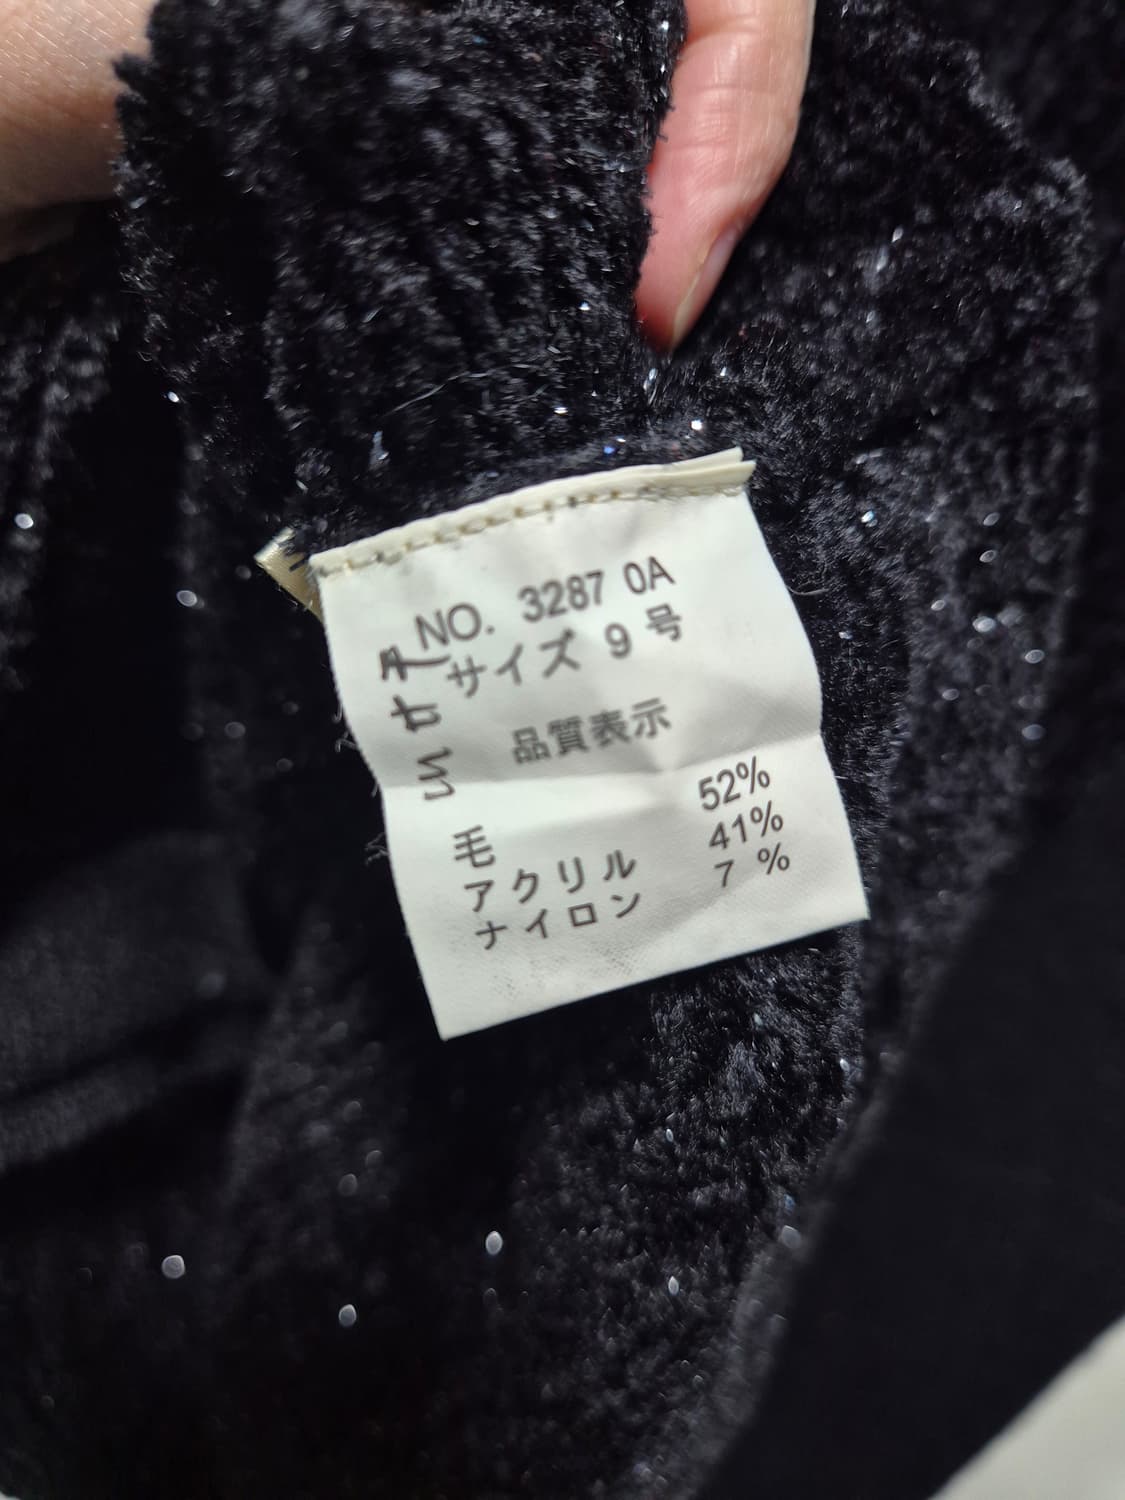 NO. 3287 0A
サイズ 9 号
品質表示
毛 52%
アクリル 41%
ナイロン 7 %